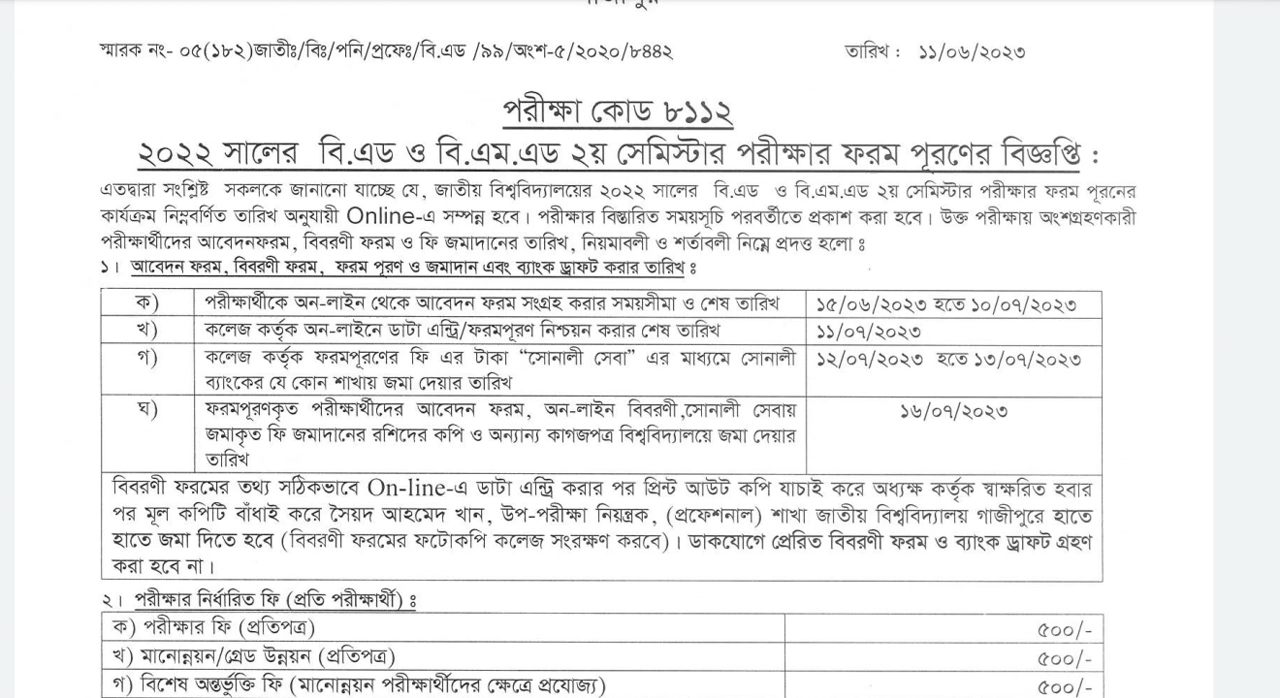 স্মারক নং- ০৫(১৮২)জাতীঃ/বিঃ/পনি/প্রফেঃ/বি.এড /৯৯/অংশ-৫/২০২০/৮৪৪২ তারিখ : ১১/০৬/২০২৩
পরীক্ষা কোড ৮১১২
২০২২ সালের বি.এড ও বি.এম.এড ২য় সেমিস্টার পরীক্ষার ফরম পূরণের বিজ্ঞপ্তি :
এতদ্বারা সংশ্লিষ্ট সকলকে জানানো যাচ্ছে যে, জাতীয় বিশ্ববিদ্যালয়ের ২০২২ সালের বি.এড ও বি.এম.এড ২য় সেমিস্টার পরীক্ষার ফরম পূরনের
কার্যক্রম নিম্নবর্ণিত তারিখ অনুযায়ী Online-এ সম্পন্ন হবে। পরীক্ষার বিস্তারিত সময়সূচি পরবর্তীতে প্রকাশ করা হবে। উক্ত পরীক্ষায় অংশগ্রহণকারী
পরীক্ষার্থীদের আবেদনফরম, বিবরণী ফরম ও ফি জমাদানের তারিখ, নিয়মাবলী ও শর্তাবলী নিম্নে প্রদত্ত হলো ঃ
১। আবেদন ফরম, বিবরণী ফরম, ফরম পূরণ ও জমাদান এবং ব্যাংক ড্রাফট করার তারিখ ঃ
ক) পরীক্ষার্থীকে অন-লাইন থেকে আবেদন ফরম সংগ্রহ করার সময়সীমা ও শেষ তারিখ ১৫/০৬/২০২৩ হতে ১০/০৭/২০২৩
খ) কলেজ কর্তৃক অন-লাইনে ডাটা এন্ট্রি/ফরমপূরণ নিশ্চয়ন করার শেষ তারিখ ১১/০৭/২০২৩
গ) কলেজ কর্তৃক ফরমপূরণের ফি এর টাকা “সোনালী সেবা” এর মাধ্যমে সোনালী ১২/০৭/২০২৩ হতে ১৩/০৭/২০২৩
ব্যাংকের যে কোন শাখায় জমা দেয়ার তারিখ
ঘ) ফরমপূরণকৃত পরীক্ষার্থীদের আবেদন ফরম, অন-লাইন বিবরণী,সোনালী সেবায় ১৬/০৭/২০২৩
জমাকৃত ফি জমাদানের রশিদের কপি ও অন্যান্য কাগজপত্র বিশ্ববিদ্যালয়ে জমা দেয়ার
তারিখ
বিবরণী ফরমের তথ্য সঠিকভাবে On-line-এ ডাটা এন্ট্রি করার পর প্রিন্ট আউট কপি যাচাই করে অধ্যক্ষ কর্তৃক স্বাক্ষরিত হবার
পর মূল কপিটি বাঁধাই করে সৈয়দ আহমেদ খান, উপ-পরীক্ষা নিয়ন্ত্রক, (প্রফেশনাল) শাখা জাতীয় বিশ্ববিদ্যালয় গাজীপুরে হাতে
হাতে জমা দিতে হবে (বিবরণী ফরমের ফটোকপি কলেজ সংরক্ষণ করবে)। ডাকযোগে প্রেরিত বিবরণী ফরম ও ব্যাংক ড্রাফট গ্রহণ
করা হবে না।
২। পরীক্ষার নির্ধারিত ফি (প্রতি পরীক্ষার্থী) ঃ
ক) পরীক্ষার ফি (প্রতিপত্র) ৫০০/-
খ) মানোন্নয়ন/গ্রেড উন্নয়ন (প্রতিপত্র) ৫০০/-
গ) বিশেষ অন্তর্ভুক্তি ফি (মানোন্নয়ন পরীক্ষার্থীদের ক্ষেত্রে প্রযোজ্য) ৫০০/-